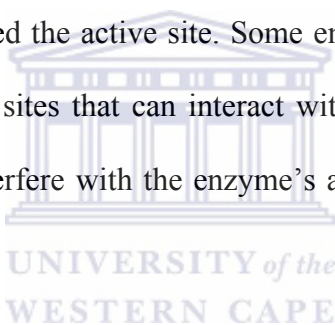 ed the active site. Some en
sites that can interact wit
erfere with the enzyme's a
UNIVERSITY of the
WESTERN CAPE